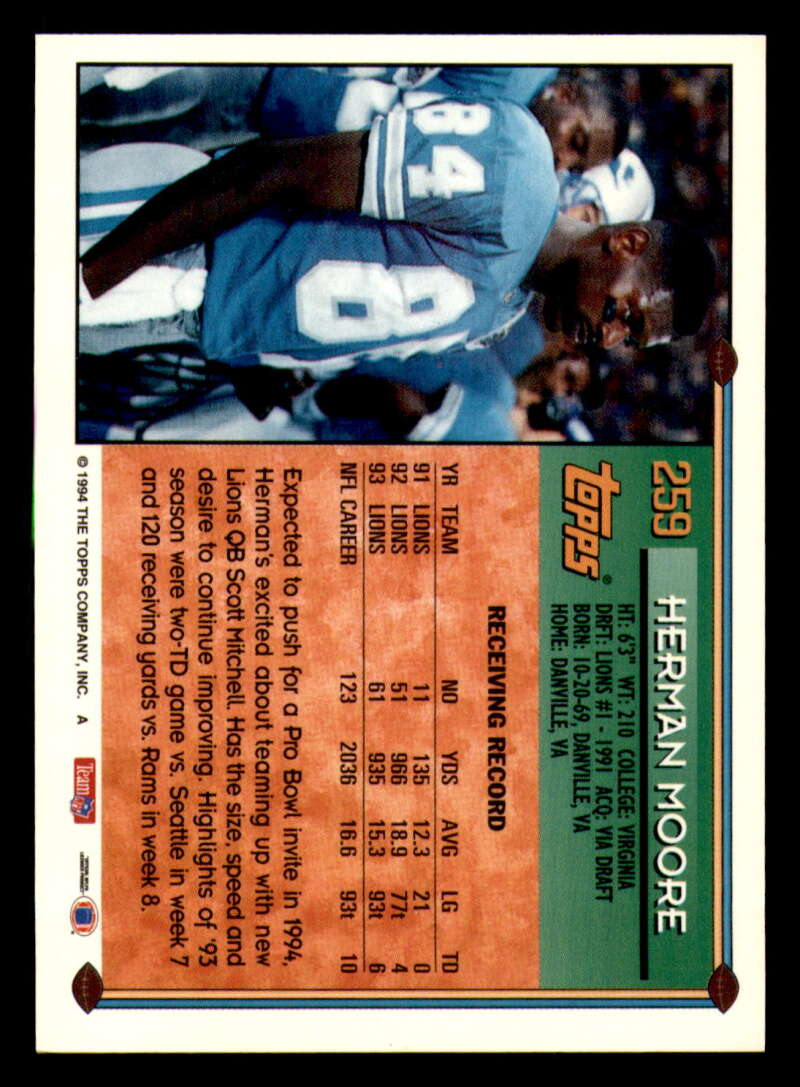 259
HERMAN MOORE
topps®
HT: 6'3" WT: 210 COLLEGE: VIRGINIA
DRFT: LIONS #1 - 1991 ACQ: VIA DRAFT
BORN: 10-20-69, DANVILLE, VA
HOME: DANVILLE, VA
RECEIVING RECORD
YR TEAM NO YDS AVG LG TD
91 LIONS 11 135 12.3 21 0
92 LIONS 51 966 18.9 77t 4
93 LIONS 61 935 15.3 93t 6
NFL CAREER 123 2036 16.6 93t 10
Expected to push for a Pro Bowl invite in 1994,
Herman's excited about teaming up with new
Lions QB Scott Mitchell. Has the size, speed and
desire to continue improving. Highlights of '93
season were two-TD game vs. Seattle in week 7
and 120 receiving yards vs. Rams in week 8.
© 1994 THE TOPPS COMPANY, INC. A
Team NFL
84
8